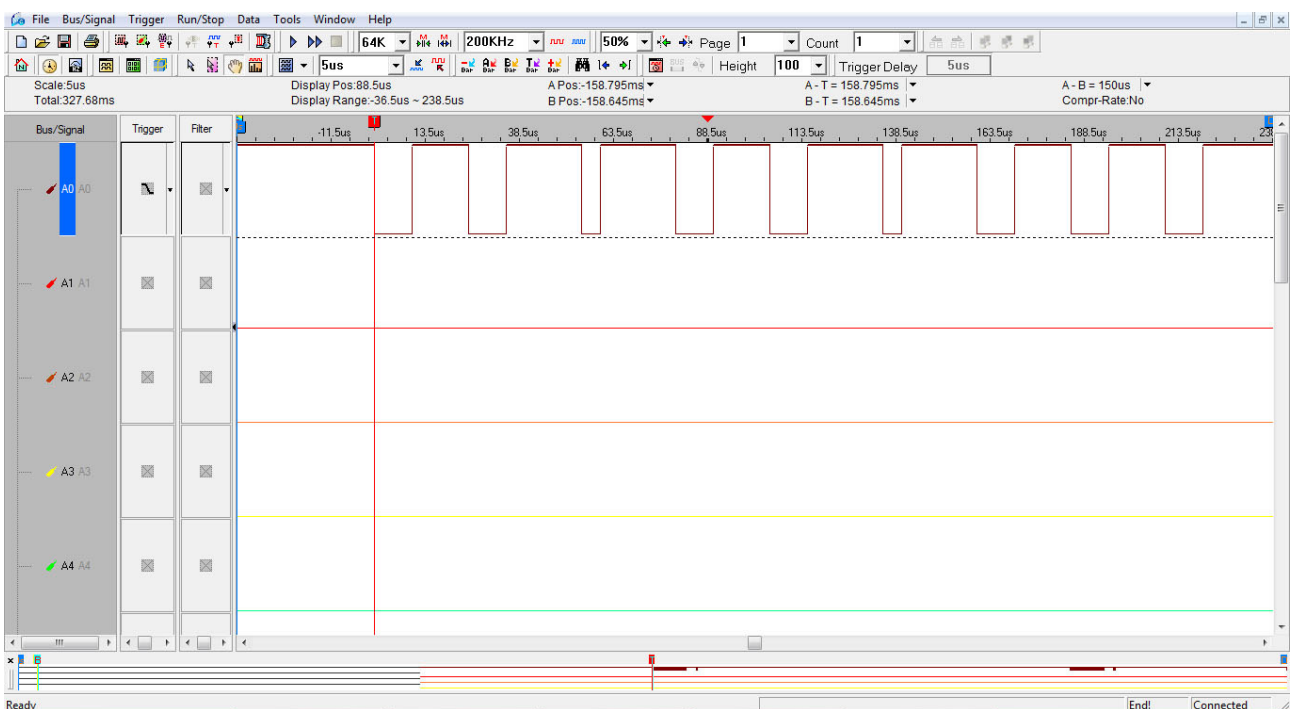 File Bus/Signal Trigger Run/Stop Data Tools Window Help
64K 200KHz 50% Page 1 Count 1
5us Height 100 Trigger Delay 5us
Scale:5us Display Pos:88.5us A Pos:-158.795ms A - T = 158.795ms A - B = 150us
Total:327.68ms Display Range:-36.5us ~ 238.5us B Pos:-158.645ms B - T = 158.645ms Compr-Rate:No
Bus/Signal Trigger Filter -11.5us 13.5us 38.5us 63.5us 88.5us 113.5us 138.5us 163.5us 188.5us 213.5us
A0 A0
A1 A1
A2 A2
A3 A3
A4 A4
B T
Ready End! Connected